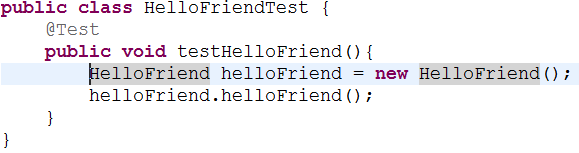 public class HelloFriendTest {
    @Test
    public void testHelloFriend(){
        HelloFriend helloFriend = new HelloFriend();
        helloFriend.helloFriend();
    }
}